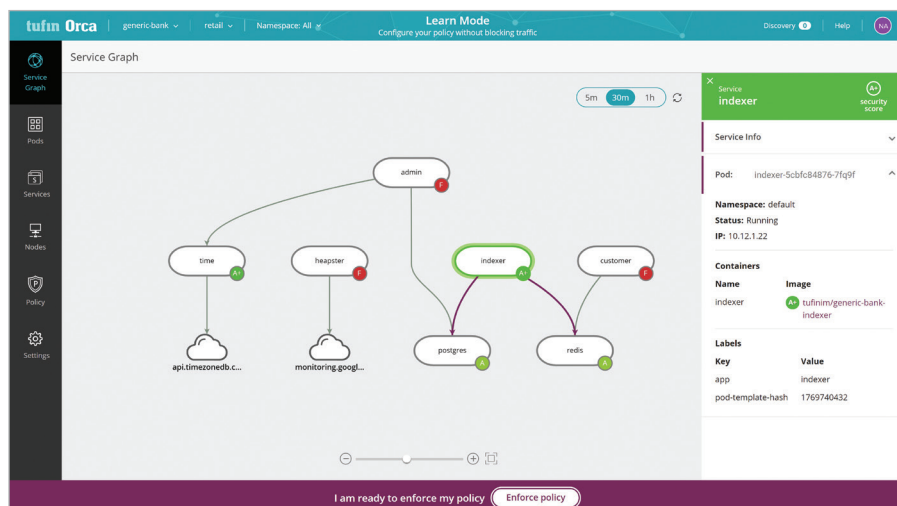 tufin Orca
generic-bank
retail
Namespace: All
Learn Mode
Configure your policy without blocking traffic
Discovery
Help
NA
Service Graph
Pods
Services
Nodes
Policy
Settings
Service Graph
5m 30m 1h
admin
F
time
A+
heapster
F
indexer
A+
customer
F
api.timezonedb.c...
monitoring.googl...
postgres
A
redis
A
Service
indexer
A+
security
score
Service Info
Pod: indexer-5cbfc84876-7fq9f
Namespace: default
Status: Running
IP: 10.12.1.22
Containers
Name Image
indexer A+ tufinim/generic-bank-
indexer
Labels
Key Value
app indexer
pod-template-hash 1769740432
I am ready to enforce my policy Enforce policy